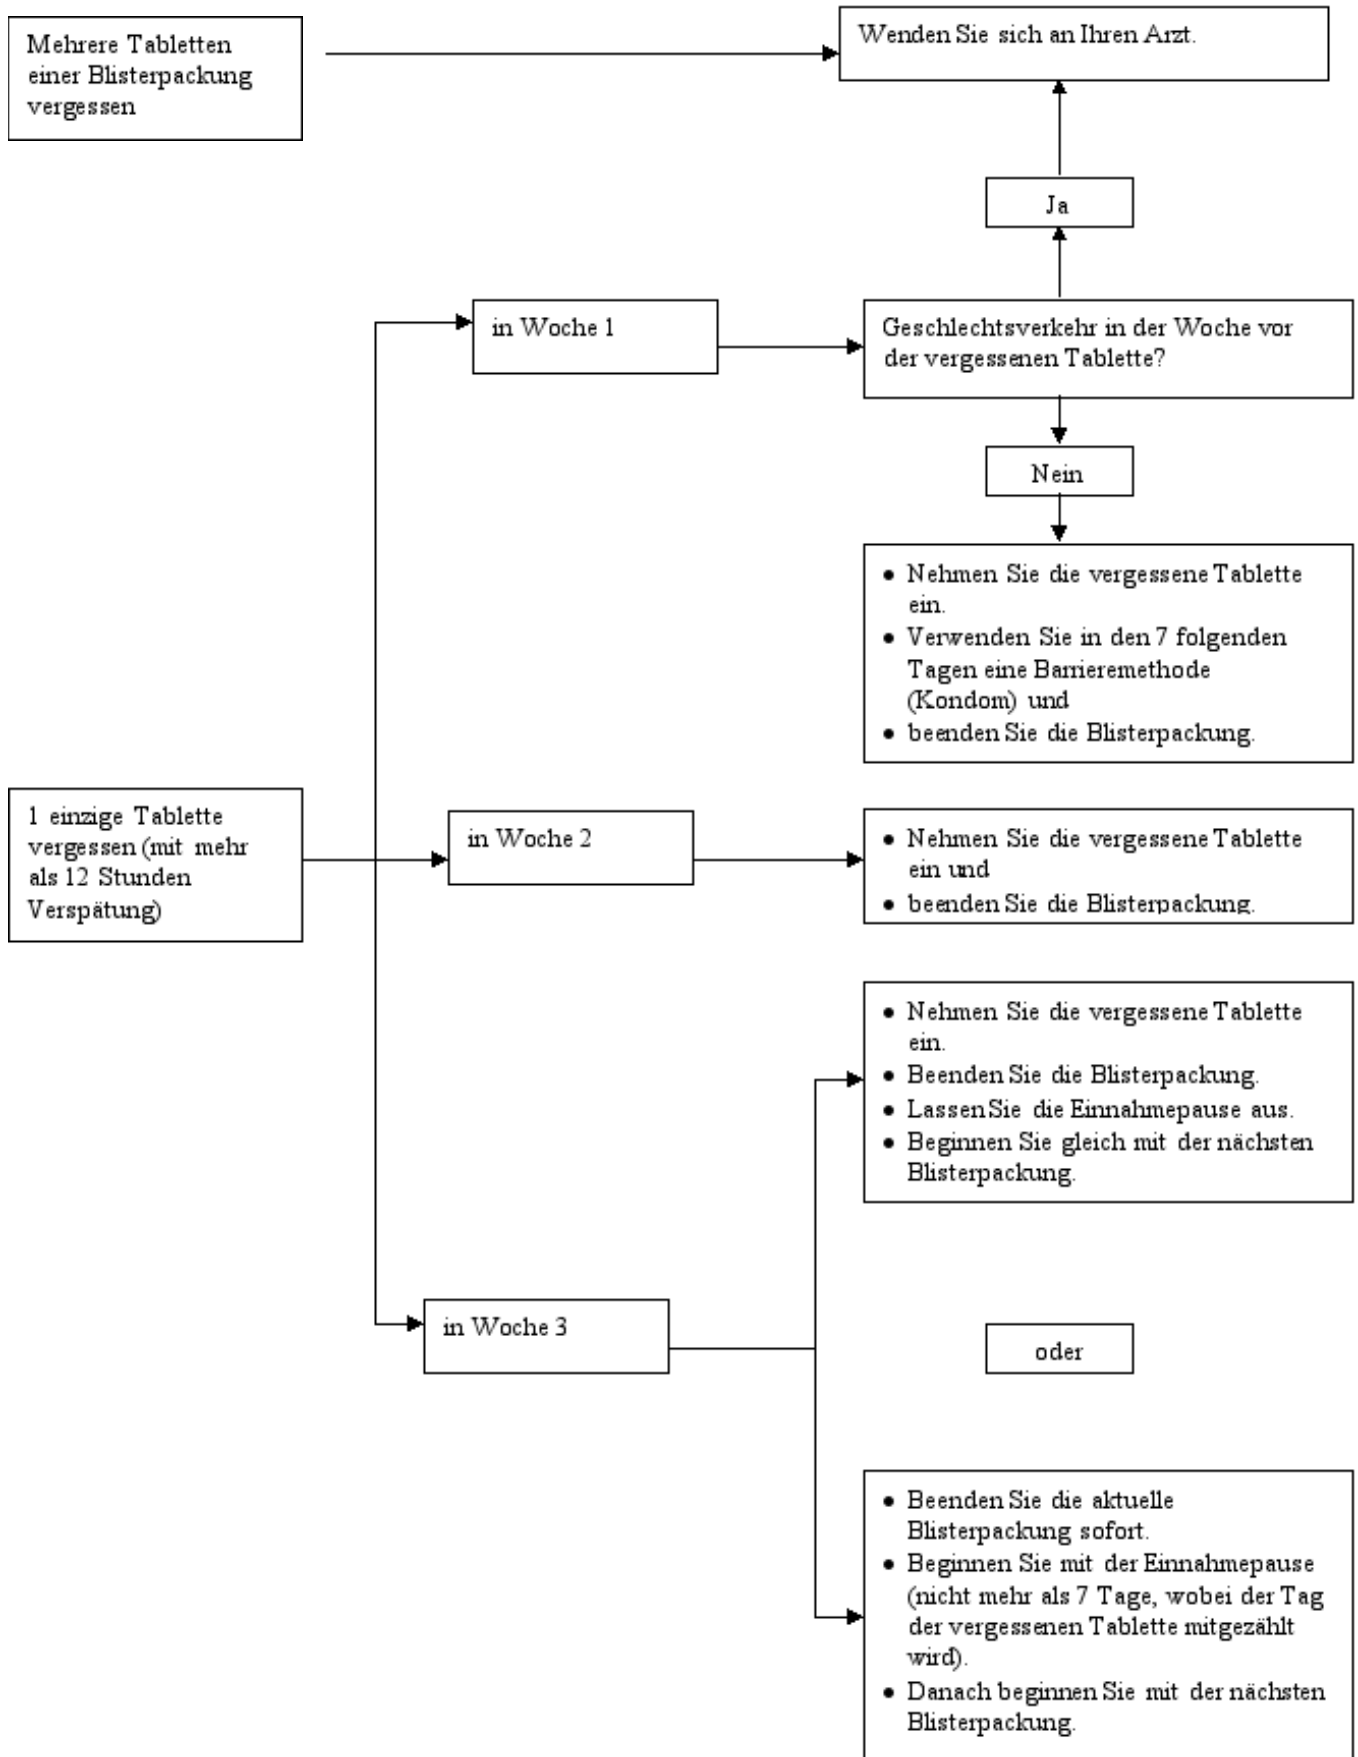 Mehrere Tabletten
einer Blisterpackung
vergessen
Wenden Sie sich an Ihren Arzt.
Ja
in Woche 1
Geschlechtsverkehr in der Woche vor
der vergessenen Tablette?
Nein
• Nehmen Sie die vergessene Tablette
ein.
• Verwenden Sie in den 7 folgenden
Tagen eine Barrieremethode
(Kondom) und
• beenden Sie die Blisterpackung.
1 einzige Tablette
vergessen (mit mehr
als 12 Stunden
Verspätung)
in Woche 2
• Nehmen Sie die vergessene Tablette
ein und
• beenden Sie die Blisterpackung.
• Nehmen Sie die vergessene Tablette
ein.
• Beenden Sie die Blisterpackung.
• Lassen Sie die Einnahmepause aus.
• Beginnen Sie gleich mit der nächsten
Blisterpackung.
in Woche 3
oder
• Beenden Sie die aktuelle
Blisterpackung sofort.
• Beginnen Sie mit der Einnahmepause
(nicht mehr als 7 Tage, wobei der Tag
der vergessenen Tablette mitgezählt
wird).
• Danach beginnen Sie mit der nächsten
Blisterpackung.